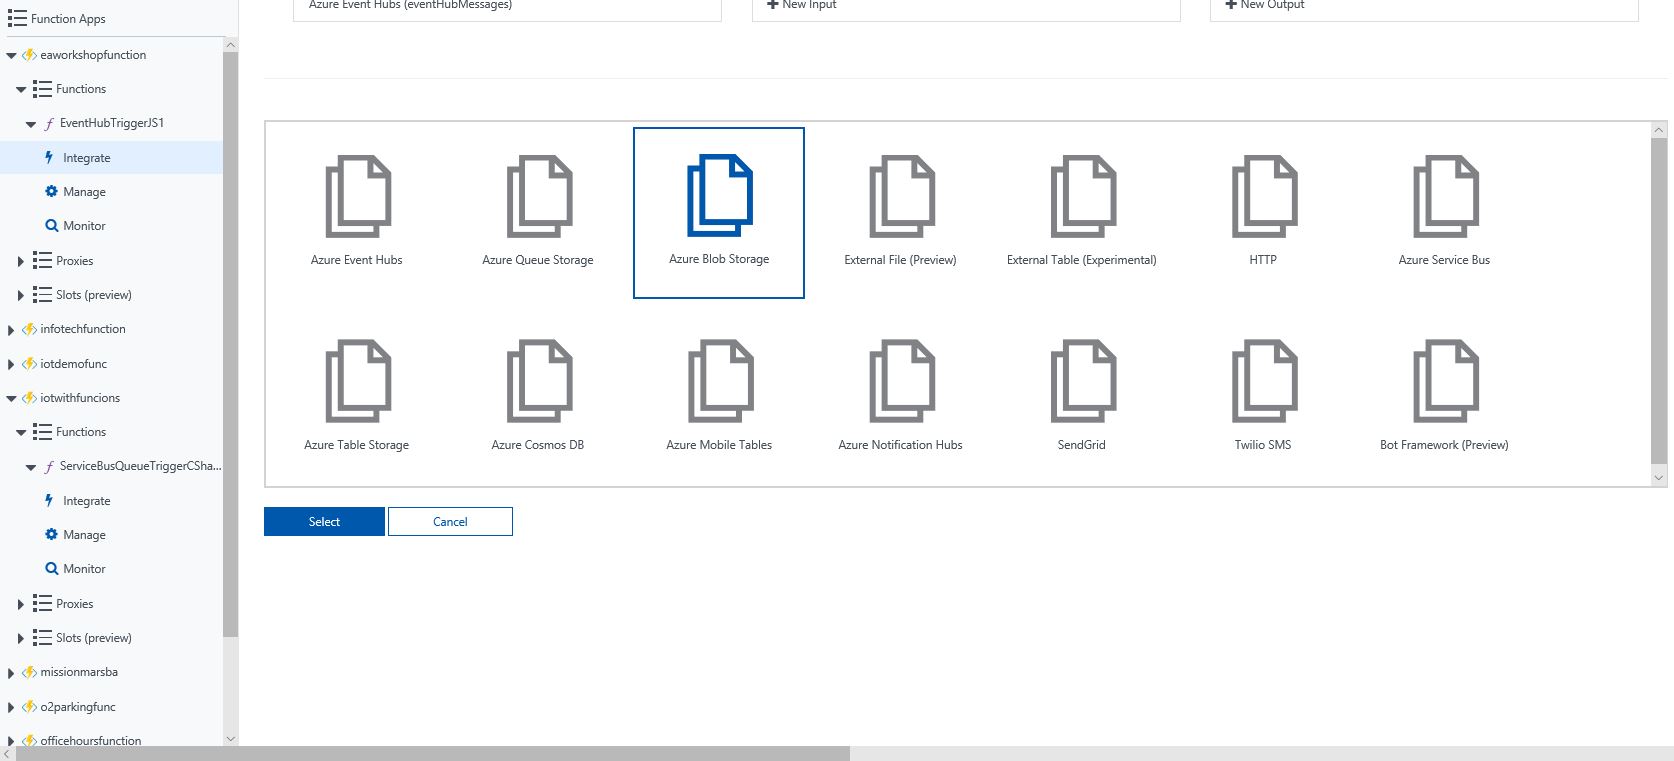 Function Apps
eaworkshopfunction
Functions
EventHubTriggerJS1
Integrate
Manage
Monitor
Proxies
Slots (preview)
infotechfunction
iotdemofunc
iotwithfuncions
Functions
ServiceBusQueueTriggerCSha...
Integrate
Manage
Monitor
Proxies
Slots (preview)
missionmarsba
o2parkingfunc
officehoursfunction
Azure Event Hubs (eventHubMessages)
New Input
New Output
Azure Event Hubs
Azure Queue Storage
Azure Blob Storage
External File (Preview)
External Table (Experimental)
HTTP
Azure Service Bus
Azure Table Storage
Azure Cosmos DB
Azure Mobile Tables
Azure Notification Hubs
SendGrid
Twilio SMS
Bot Framework (Preview)
Select
Cancel